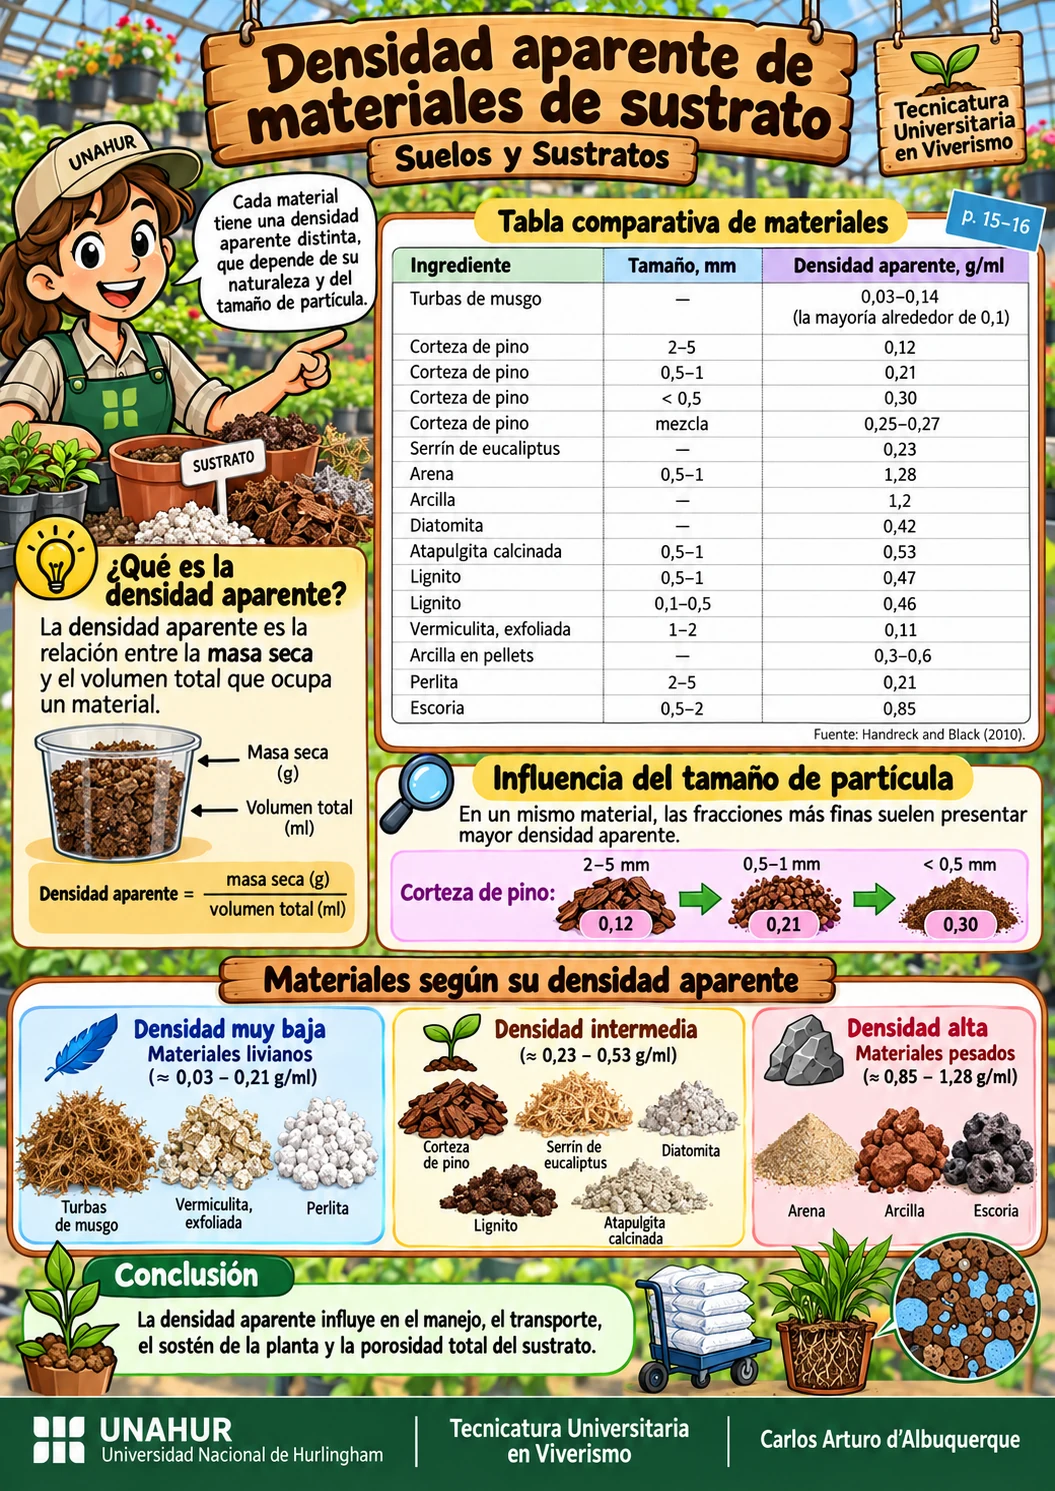 Densidad aparente de
materiales de sustrato
Suelos y Sustratos
Tecnicatura
Universitaria
en Viverismo
UNAHUR
Cada material
tiene una densidad
aparente distinta,
que depende de su
naturaleza y del
tamaño de partícula.
SUSTRATO
Tabla comparativa de materiales
p. 15–16
Ingrediente Tamaño, mm Densidad aparente, g/ml
Turbas de musgo — 0,03–0,14
(la mayoría alrededor de 0,1)
Corteza de pino 2–5 0,12
Corteza de pino 0,5–1 0,21
Corteza de pino < 0,5 0,30
Corteza de pino mezcla 0,25–0,27
Serrín de eucaliptus — 0,23
Arena 0,5–1 1,28
Arcilla — 1,2
Diatomita — 0,42
Atapulgita calcinada 0,5–1 0,53
Lignito 0,5–1 0,47
Lignito 0,1–0,5 0,46
Vermiculita, exfoliada 1–2 0,11
Arcilla en pellets — 0,3–0,6
Perlita 2–5 0,21
Escoria 0,5–2 0,85
Fuente: Handreck and Black (2010).
¿Qué es la
densidad aparente?
La densidad aparente es la
relación entre la masa seca
y el volumen total que ocupa
un material.
Masa seca
(g)
Volumen total
(ml)
Densidad aparente = masa seca (g)
volumen total (ml)
Influencia del tamaño de partícula
En un mismo material, las fracciones más finas suelen presentar
mayor densidad aparente.
Corteza de pino:
2–5 mm 0,5–1 mm < 0,5 mm
0,12 0,21 0,30
Materiales según su densidad aparente
Densidad muy baja
Materiales livianos
(≈ 0,03 – 0,21 g/ml)
Turbas
de musgo
Vermiculita,
exfoliada
Perlita
Densidad intermedia
(≈ 0,23 – 0,53 g/ml)
Corteza
de pino
Serrín de
eucaliptus
Diatomita
Lignito
Atapulgita
calcinada
Densidad alta
Materiales pesados
(≈ 0,85 – 1,28 g/ml)
Arena
Arcilla
Escoria
Conclusión
La densidad aparente influye en el manejo, el transporte,
el sostén de la planta y la porosidad total del sustrato.
UNAHUR
Universidad Nacional de Hurlingham
Tecnicatura Universitaria
en Viverismo
Carlos Arturo d'Albuquerque